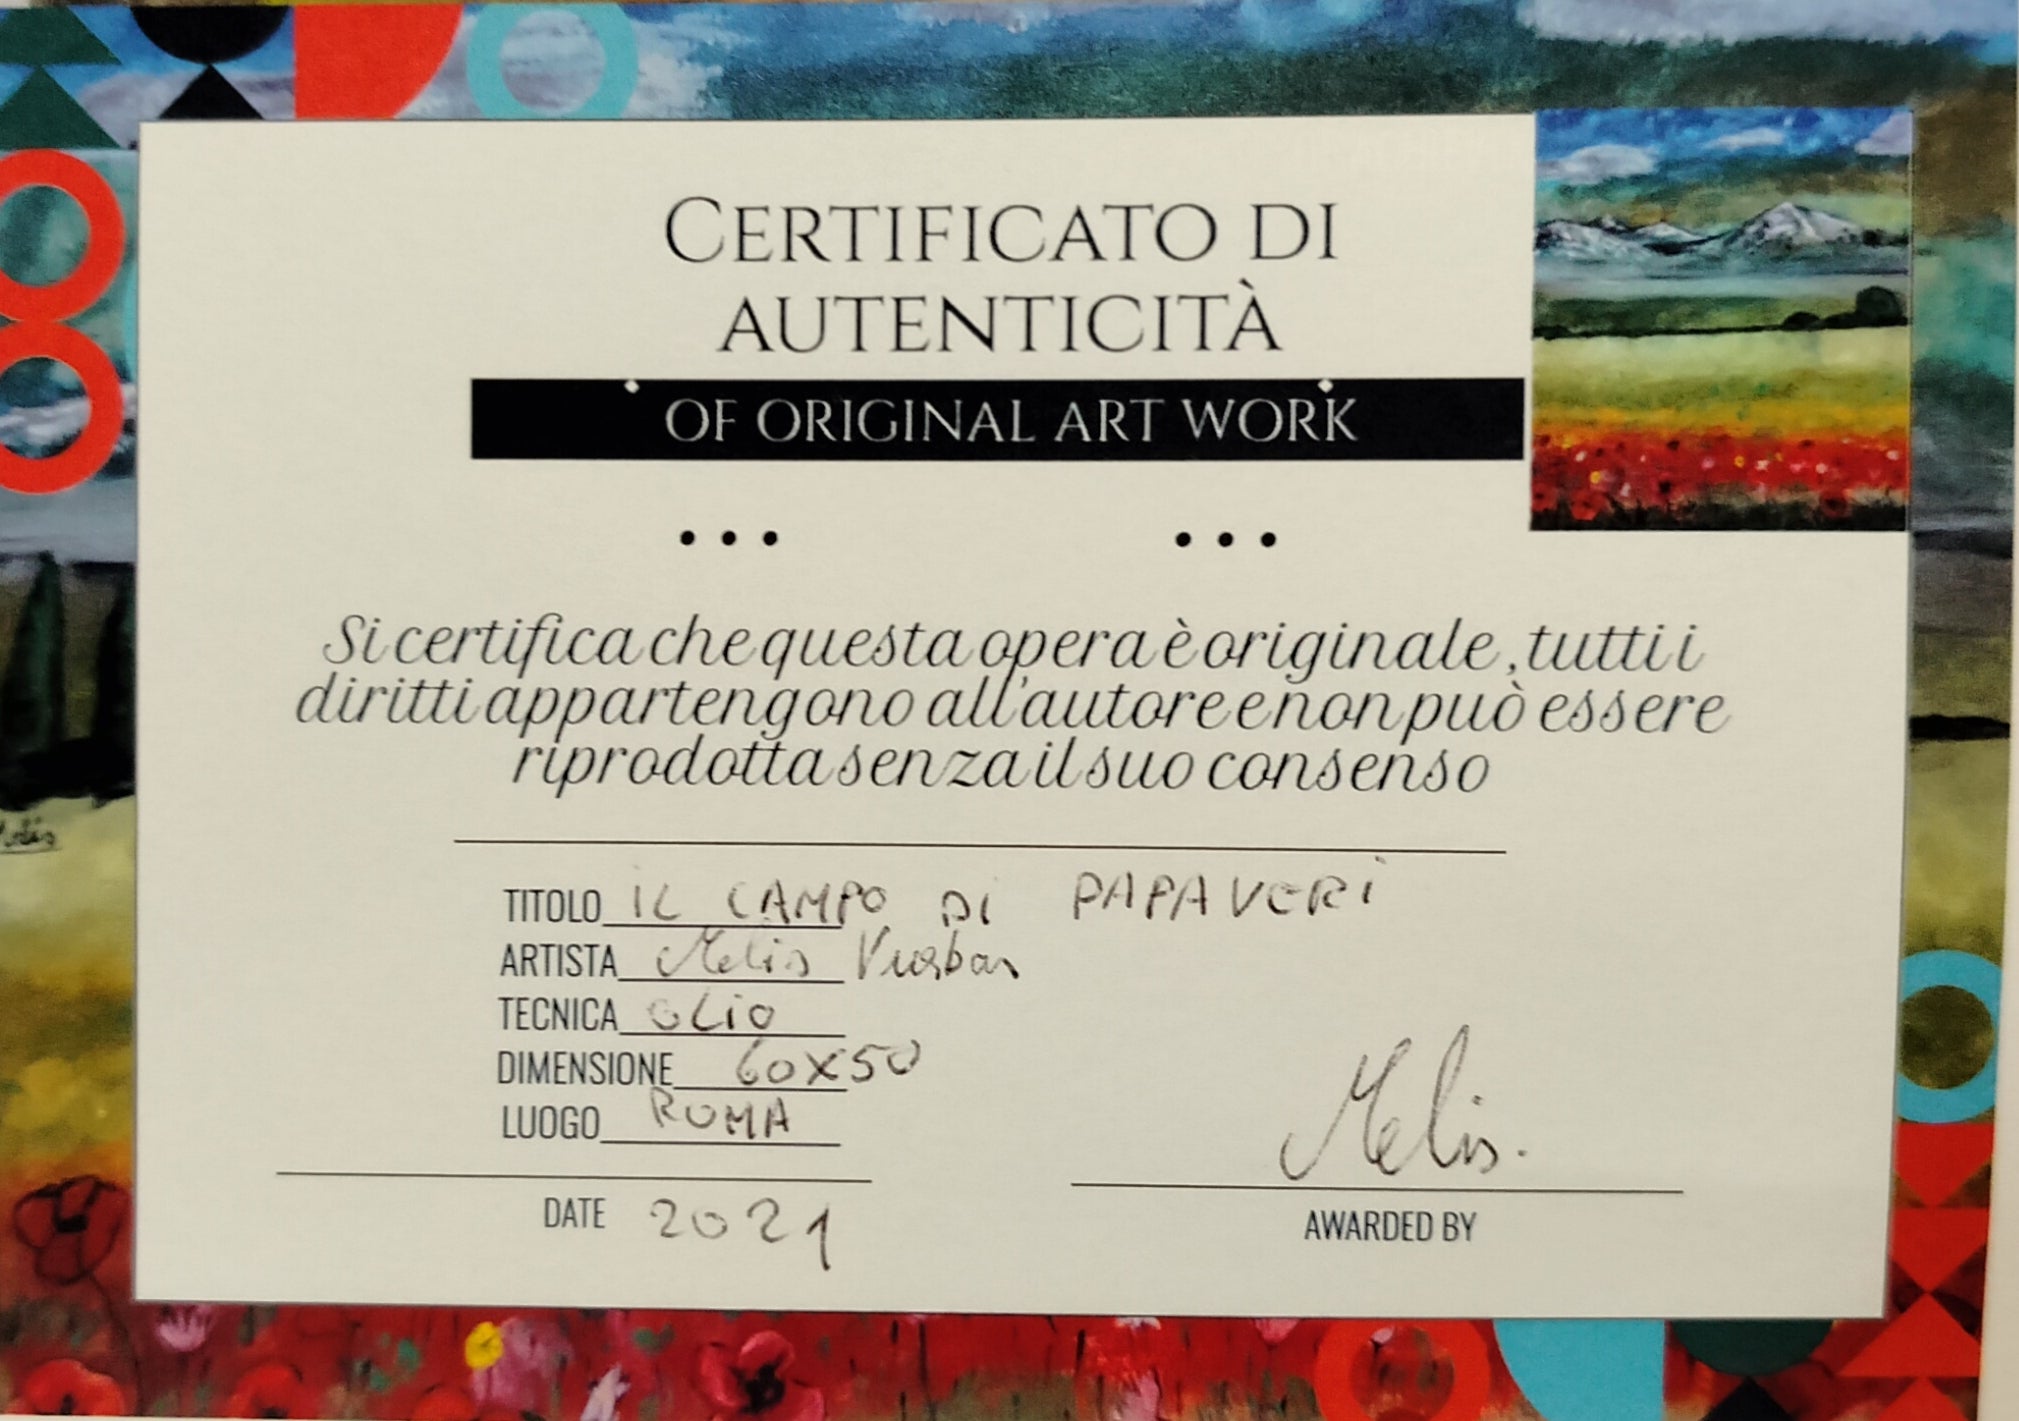 CERTIFICATO DI
AUTENTICITÀ
OF ORIGINAL ART WORK
Si certifica che questa opera è originale, tutti i
diritti appartengono all'autore e non può essere
riprodotta senza il suo consenso
TITOLO IL CAMPO DI PAPAVERI
ARTISTA Melis
TECNICA OLIO
DIMENSIONE 60X50
LUOGO ROMA
Melis.
DATE 2021
AWARDED BY
Melis